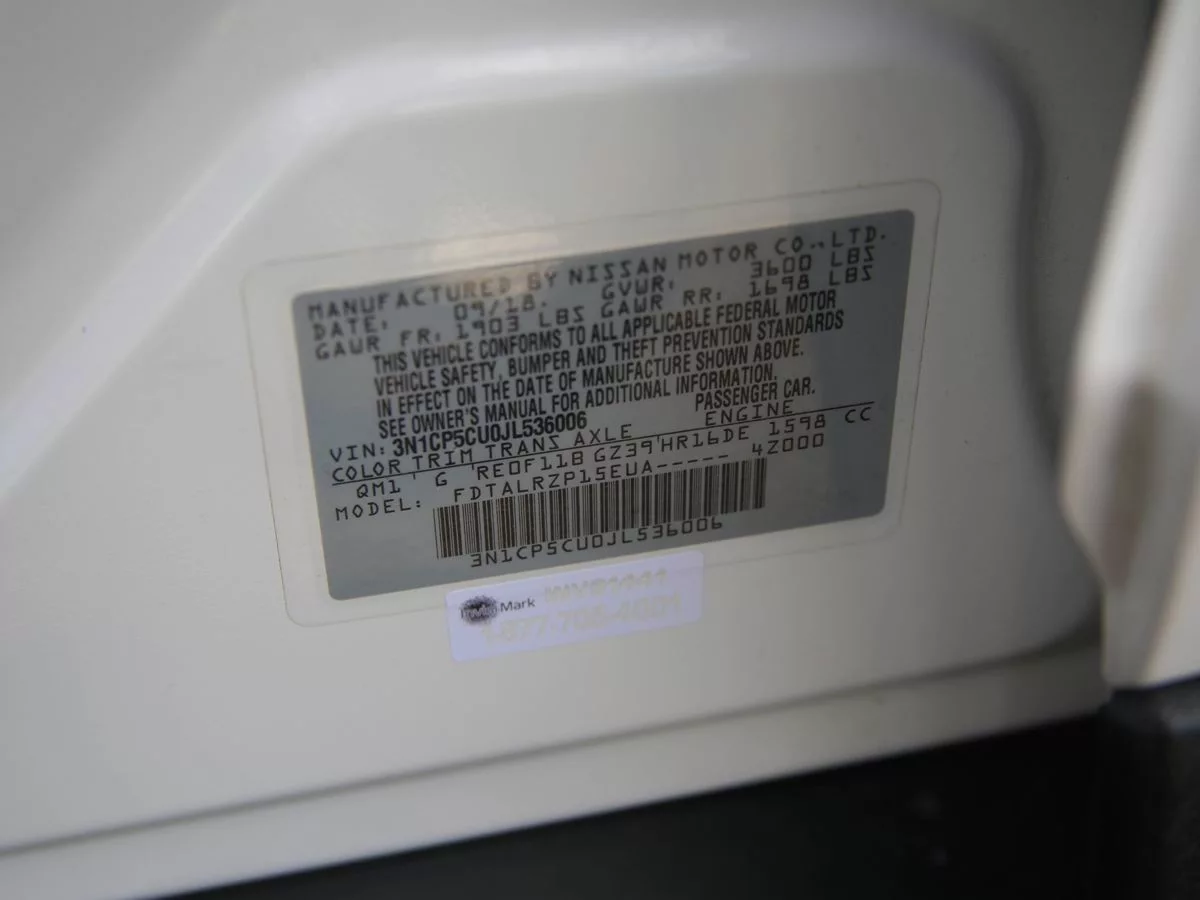 MANUFACTURED BY NISSAN MOTOR CO.,LTD.
DATE: 09/18. GVWR: 3600 LBS
GAWR FR. 1903 LBS GAWR RR: 1698 LBS
THIS VEHICLE CONFORMS TO ALL APPLICABLE FEDERAL MOTOR
VEHICLE SAFETY, BUMPER AND THEFT PREVENTION STANDARDS
IN EFFECT ON THE DATE OF MANUFACTURE SHOWN ABOVE.
SEE OWNER'S MANUAL FOR ADDITIONAL INFORMATION.
VIN: 3N1CP5CU0JL536006 PASSENGER CAR.
COLOR TRIM TRANS AXLE ENGINE
QM1 ' G 'RE0F11B GZ39'HR16DE 1598 CC
MODEL: FDTALRZP15EUA----- 4Z000
3N1CP5CU0JL536006
Mark